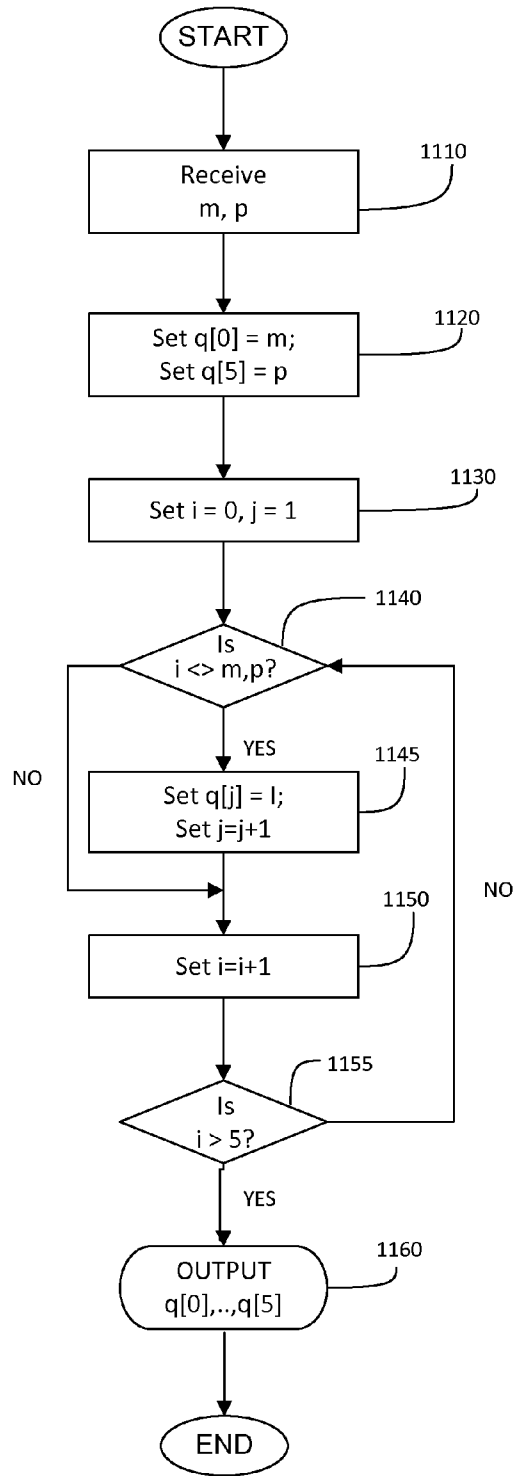 START
Receive
m, p
1110
Set q[0] = m;
Set q[5] = p
1120
Set i = 0, j = 1
1130
Is
i <> m,p?
1140
YES
NO
Set q[j] = I;
Set j=j+1
1145
NO
Set i=i+1
1150
Is
i > 5?
1155
YES
OUTPUT
q[0],..,q[5]
1160
END